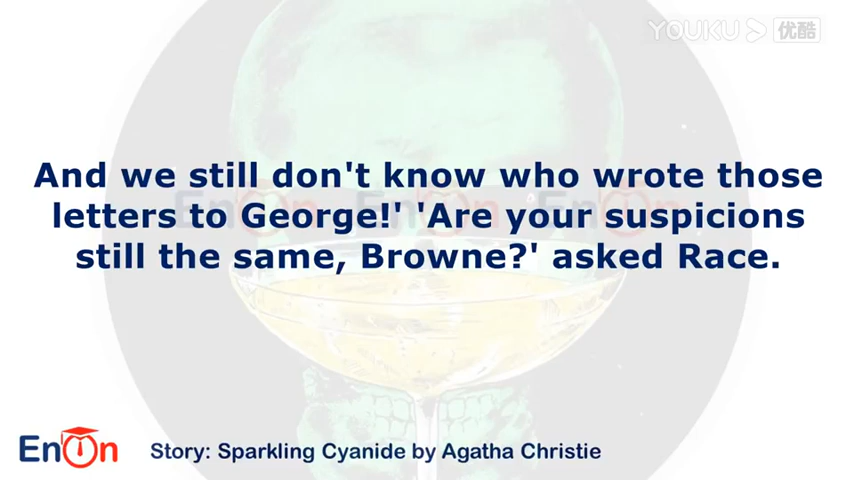 YOUKU 优酷
And we still don't know who wrote those
letters to George!' 'Are your suspicions
still the same, Browne?' asked Race.
EnOn
Story: Sparkling Cyanide by Agatha Christie